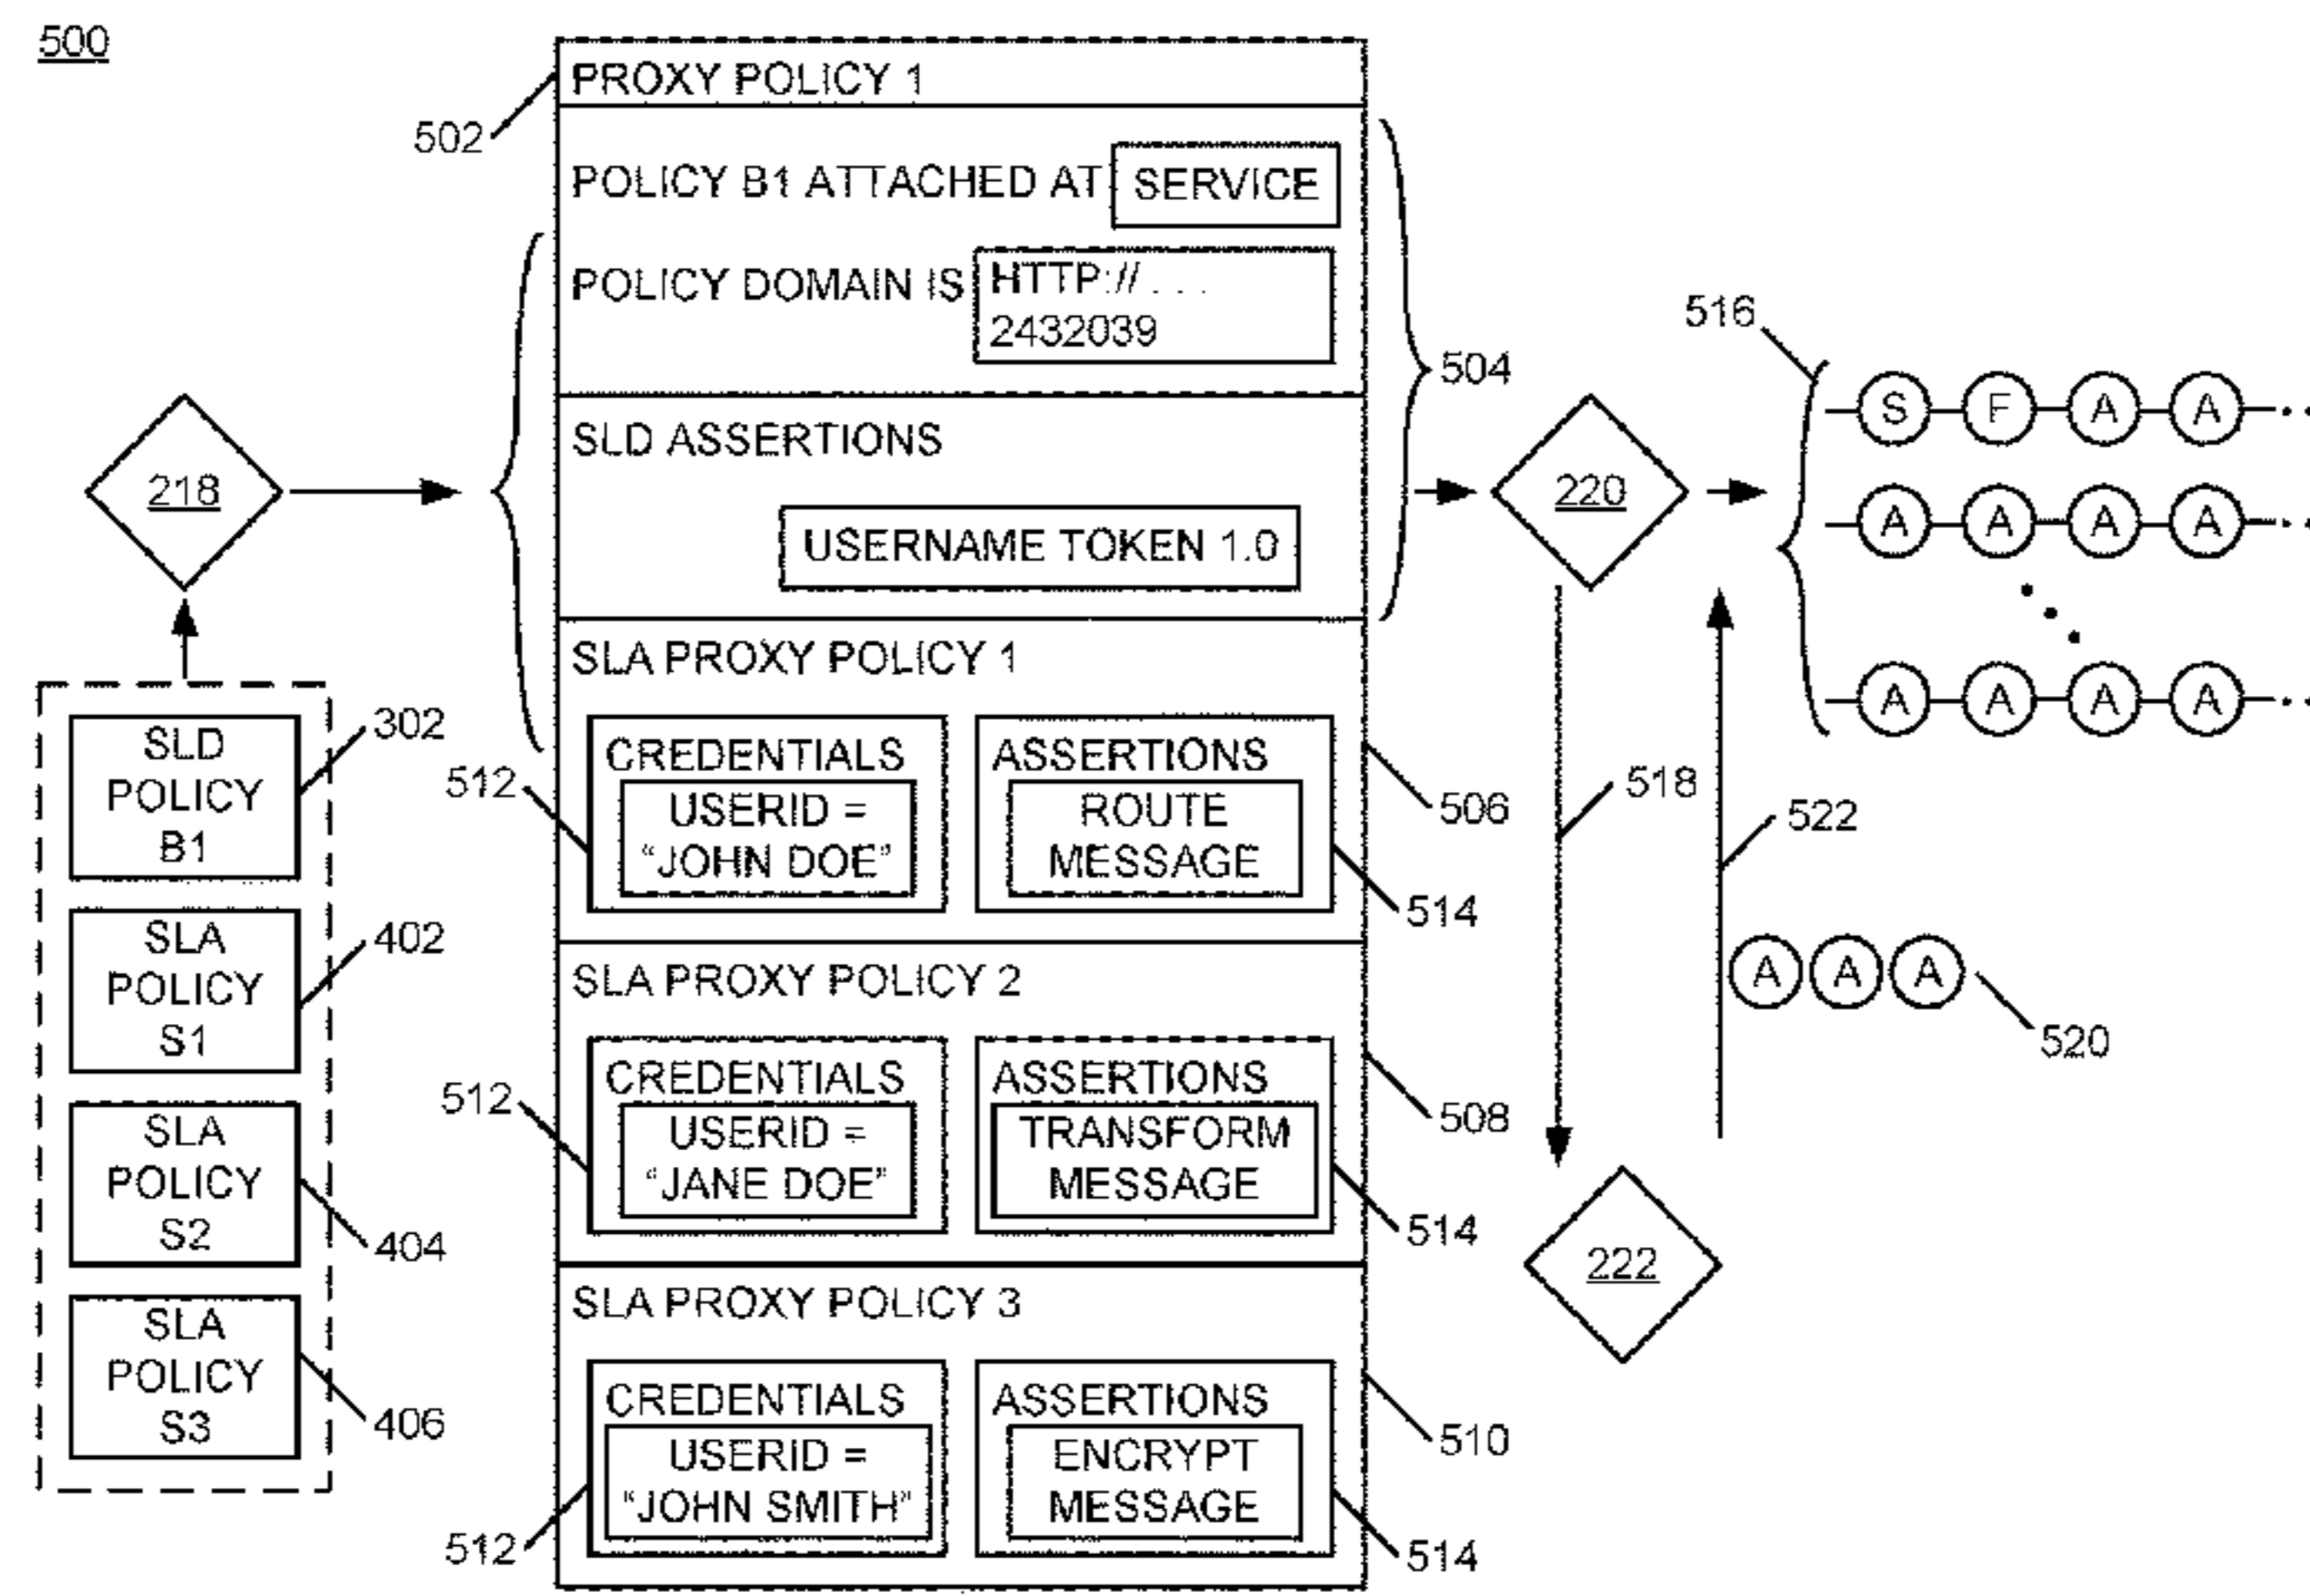 500
PROXY POLICY 1
502
POLICY B1 ATTACHED AT SERVICE
POLICY DOMAIN IS HTTP://. . .
2432039
504
SLD ASSERTIONS
USERNAME TOKEN 1.0
218
220
516
S F A A
A A A A
A A A A
SLD
POLICY
B1
302
SLA
POLICY
S1
402
SLA
POLICY
S2
404
SLA
POLICY
S3
406
SLA PROXY POLICY 1
CREDENTIALS
USERID =
“JOHN DOE”
512
ASSERTIONS
ROUTE
MESSAGE
506
514
SLA PROXY POLICY 2
CREDENTIALS
USERID =
“JANE DOE”
512
ASSERTIONS
TRANSFORM
MESSAGE
508
514
SLA PROXY POLICY 3
CREDENTIALS
USERID =
“JOHN SMITH”
512
ASSERTIONS
ENCRYPT
MESSAGE
510
514
518
522
A A A
520
222